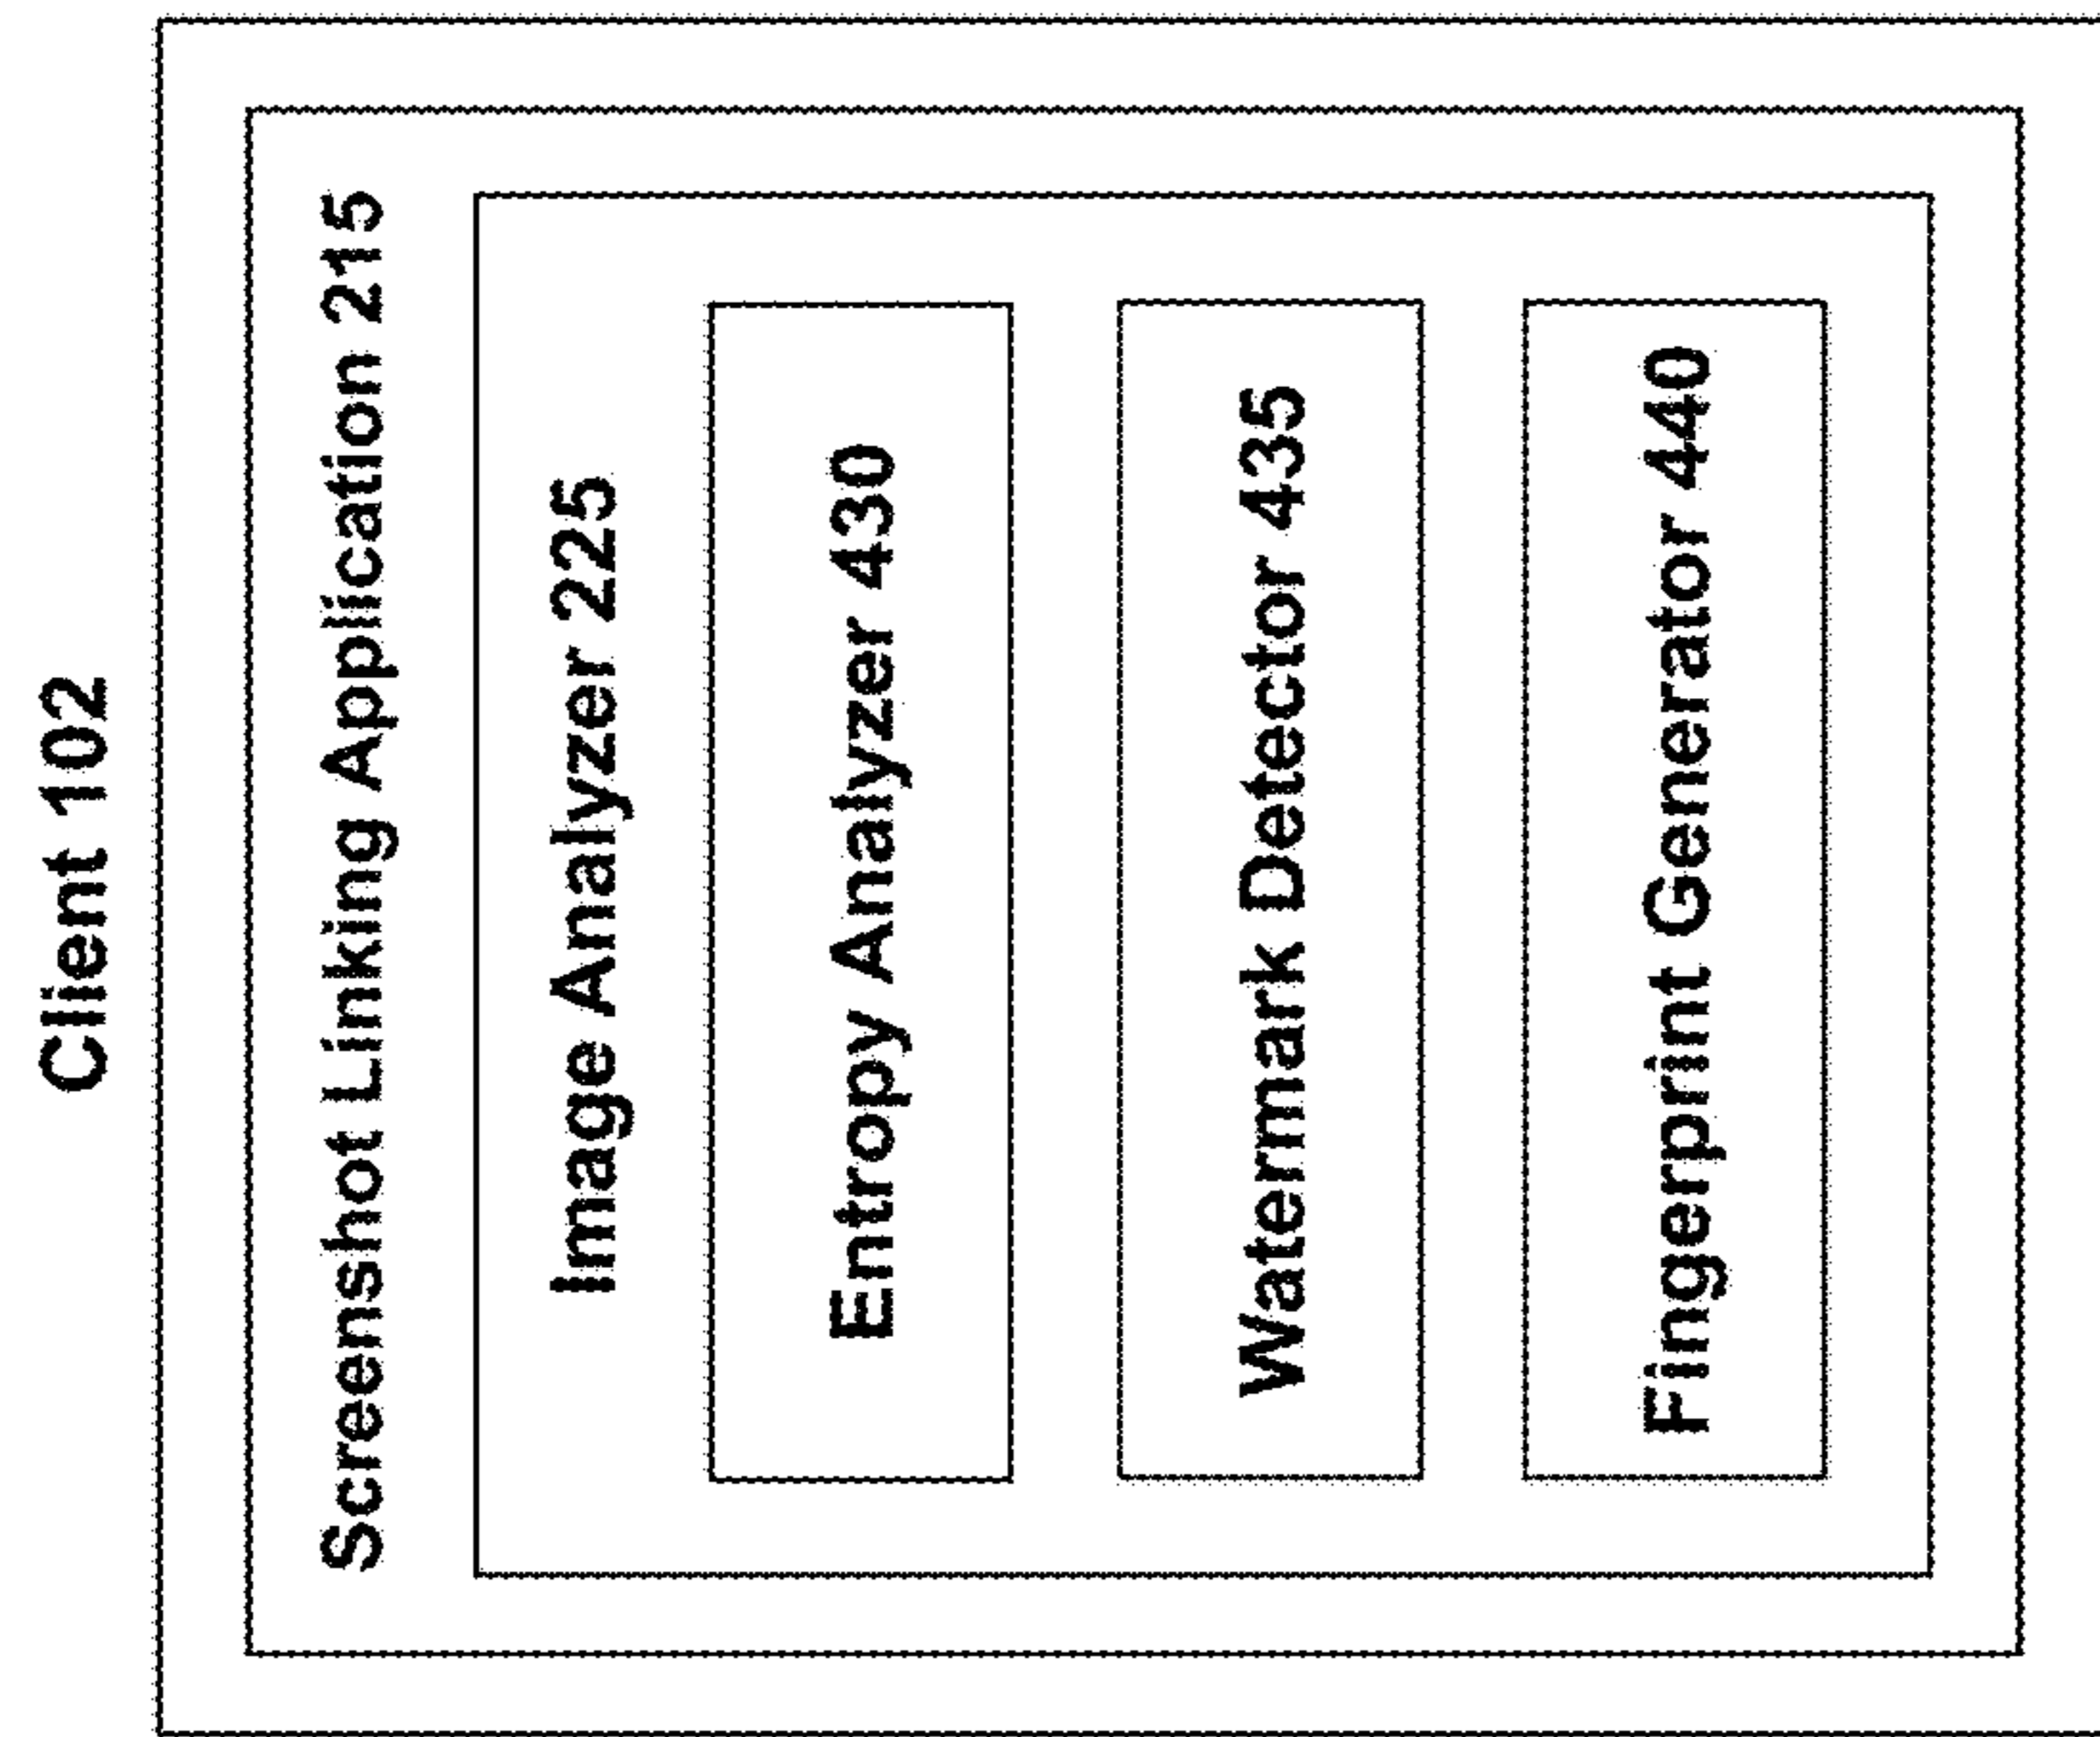 Client 102
Screenshot Linking Application 215
Image Analyzer 225
Entropy Analyzer 430
Watermark Detector 435
Fingerprint Generator 440